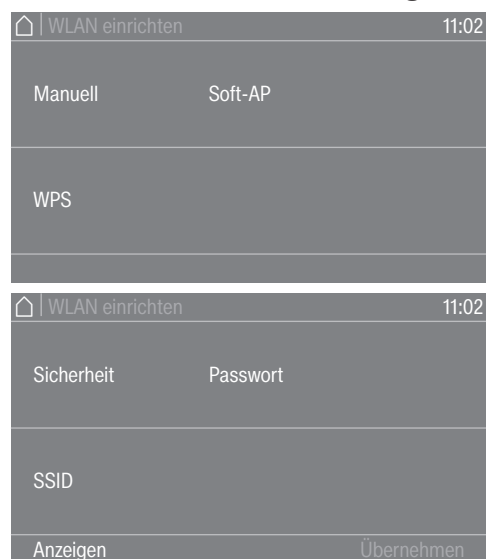 WLAN einrichten 11:02
Manuell Soft-AP
WPS
WLAN einrichten 11:02
Sicherheit Passwort
SSID
Anzeigen Übernehmen